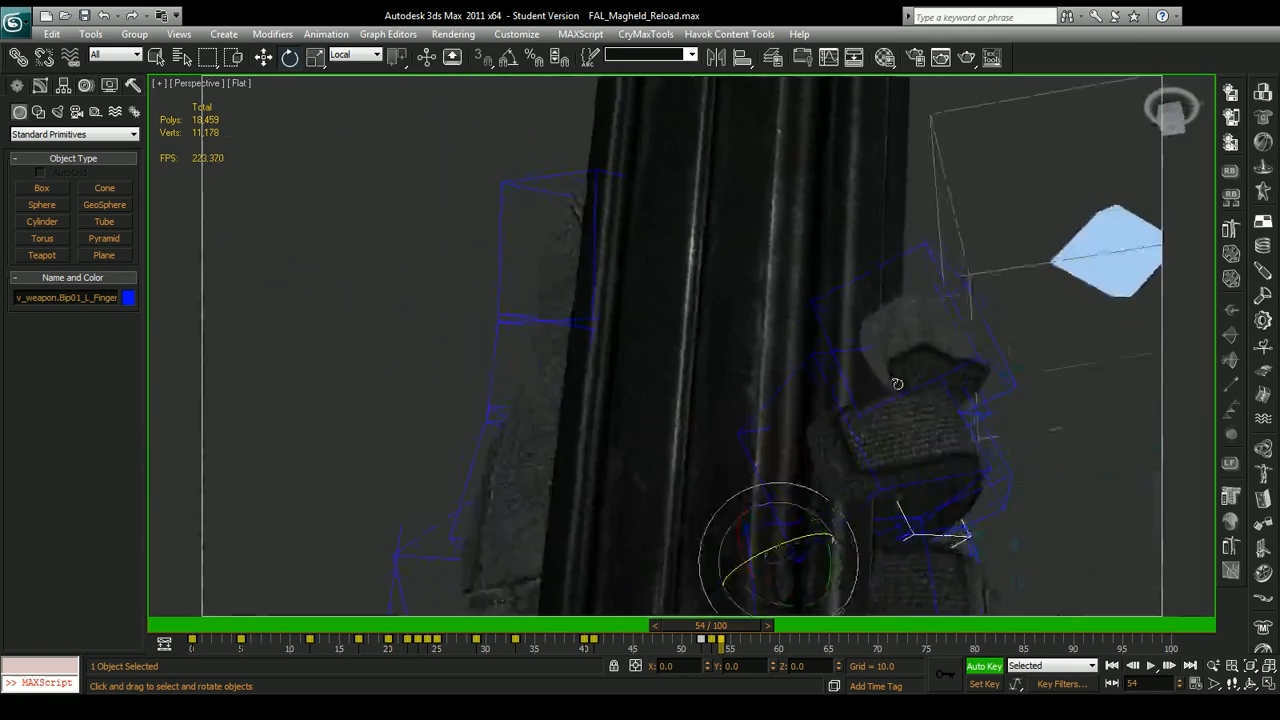 Autodesk 3ds Max 2011 x64 - Student Version FAL_Magheld_Reload.max
Type a keyword or phrase
Edit Tools Group Views Create Modifiers Animation Graph Editors Rendering Customize MAXScript CryMaxTools Havok Content Tools Help
All Local
[ + ] [ Perspective ] [ Flat ]
Total
Polys: 18,459
Verts: 11,178
FPS: 223.370
Standard Primitives
Object Type
AutoGrid
Box Cone
Sphere GeoSphere
Cylinder Tube
Torus Pyramid
Teapot Plane
Name and Color
v_weapon.Bip01_L_Finger
RB
RB
LF
54 / 100
0 5 10 15 20 25 30 35 40 45 50 55 60 65 70 75 80 85 90 95 100
1 Object Selected X: 0.0 Y: 0.0 Z: 0.0 Grid = 10.0 Auto Key Selected
>> MAXScript Click and drag to select and rotate objects Add Time Tag Set Key Key Filters... 54